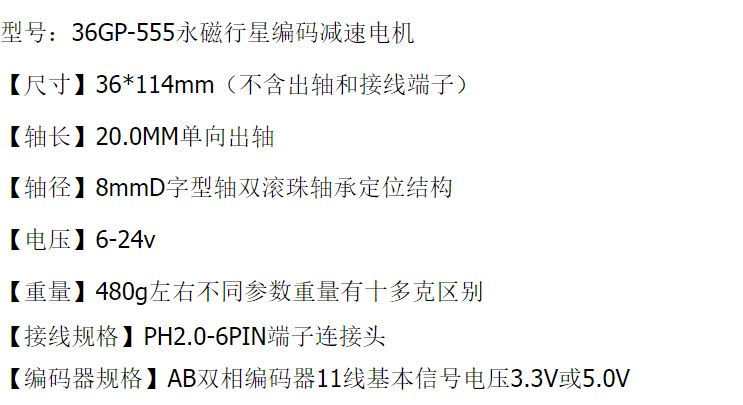 型号：36GP-555永磁行星编码减速电机
【尺寸】36*114mm（不含出轴和接线端子）
【轴长】20.0MM单向出轴
【轴径】8mmD字型轴双滚珠轴承定位结构
【电压】6-24v
【重量】480g左右不同参数重量有十多克区别
【接线规格】PH2.0-6PIN端子连接头
【编码器规格】AB双相编码器11线基本信号电压3.3V或5.0V